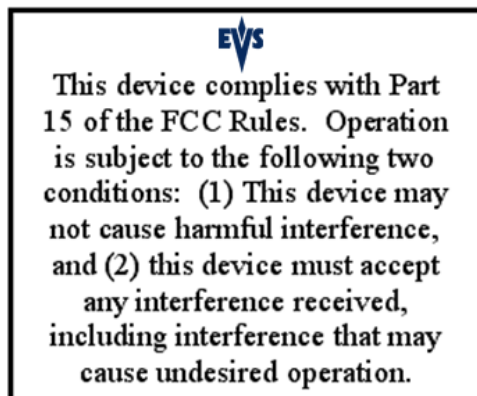 EVS
This device complies with Part
15 of the FCC Rules.  Operation
is subject to the following two
conditions:  (1) This device may
not cause harmful interference,
and (2) this device must accept
any interference received,
including interference that may
cause undesired operation.